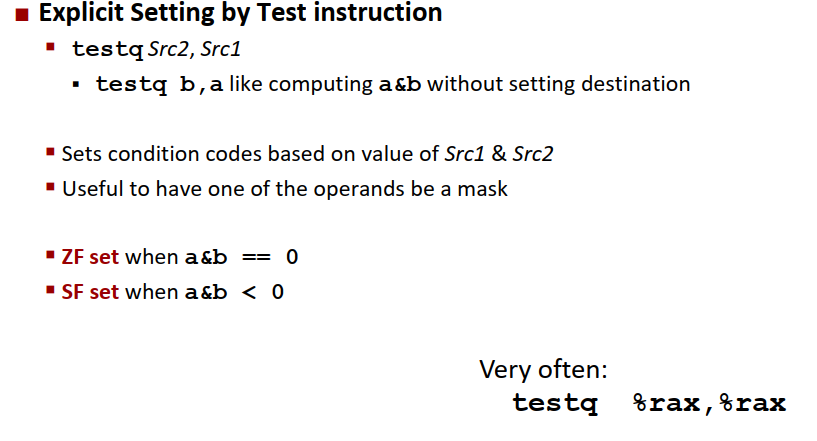 Explicit Setting by Test instruction
testq Src2, Src1
testq b,a like computing a&b without setting destination
Sets condition codes based on value of Src1 & Src2
Useful to have one of the operands be a mask
ZF set when a&b == 0
SF set when a&b < 0
Very often:
testq %rax,%rax